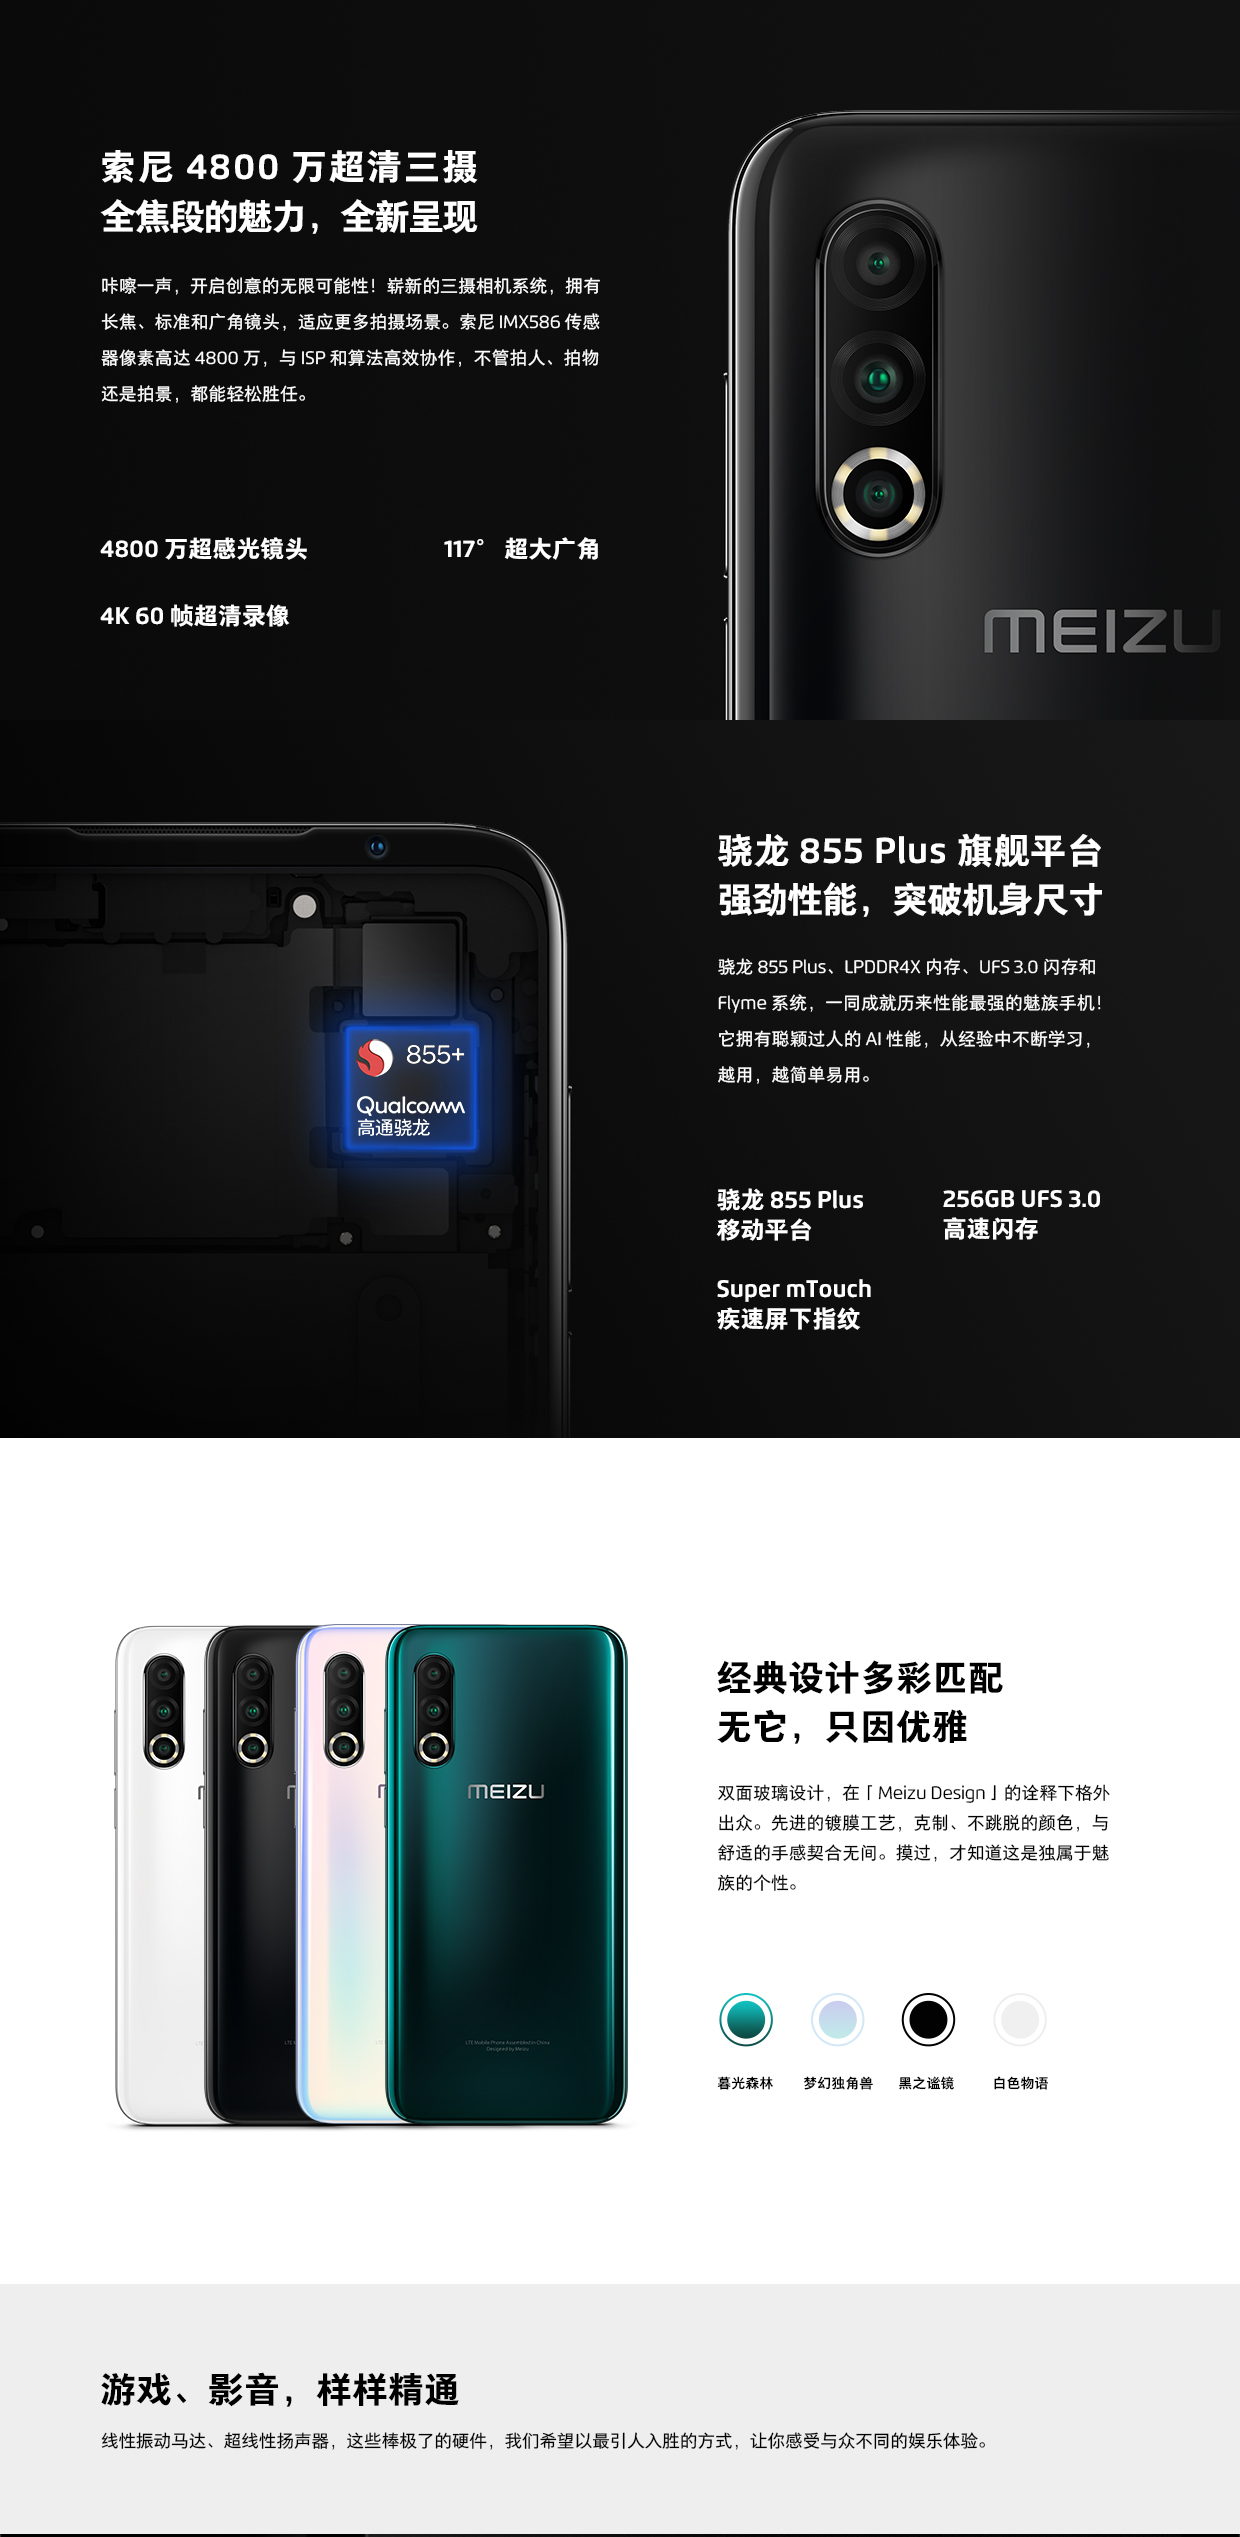 索尼 4800 万超清三摄
全焦段的魅力，全新呈现
咔嚓一声，开启创意的无限可能性！崭新的三摄相机系统，拥有
长焦、标准和广角镜头，适应更多拍摄场景。索尼 IMX586 传感
器像素高达 4800 万，与 ISP 和算法高效协作，不管拍人、拍物
还是拍景，都能轻松胜任。
4800 万超感光镜头
117° 超大广角
4K 60 帧超清录像
MEIZU
855+
Qualcomm
高通骁龙
骁龙 855 Plus 旗舰平台
强劲性能，突破机身尺寸
骁龙 855 Plus、LPDDR4X 内存、UFS 3.0 闪存和
Flyme 系统，一同成就历来性能最强的魅族手机！
它拥有聪颖过人的 AI 性能，从经验中不断学习，
越用，越简单易用。
骁龙 855 Plus
移动平台
256GB UFS 3.0
高速闪存
Super mTouch
疾速屏下指纹
MEIZU
LTE Mobile Phone Assembled in China
Designed by Meizu
经典设计多彩匹配
无它，只因优雅
双面玻璃设计，在「 Meizu Design 」的诠释下格外
出众。先进的镀膜工艺，克制、不跳脱的颜色，与
舒适的手感契合无间。摸过，才知道这是独属于魅
族的个性。
暮光森林
梦幻独角兽
黑之谧镜
白色物语
游戏、影音，样样精通
线性振动马达、超线性扬声器，这些棒极了的硬件，我们希望以最引人入胜的方式，让你感受与众不同的娱乐体验。